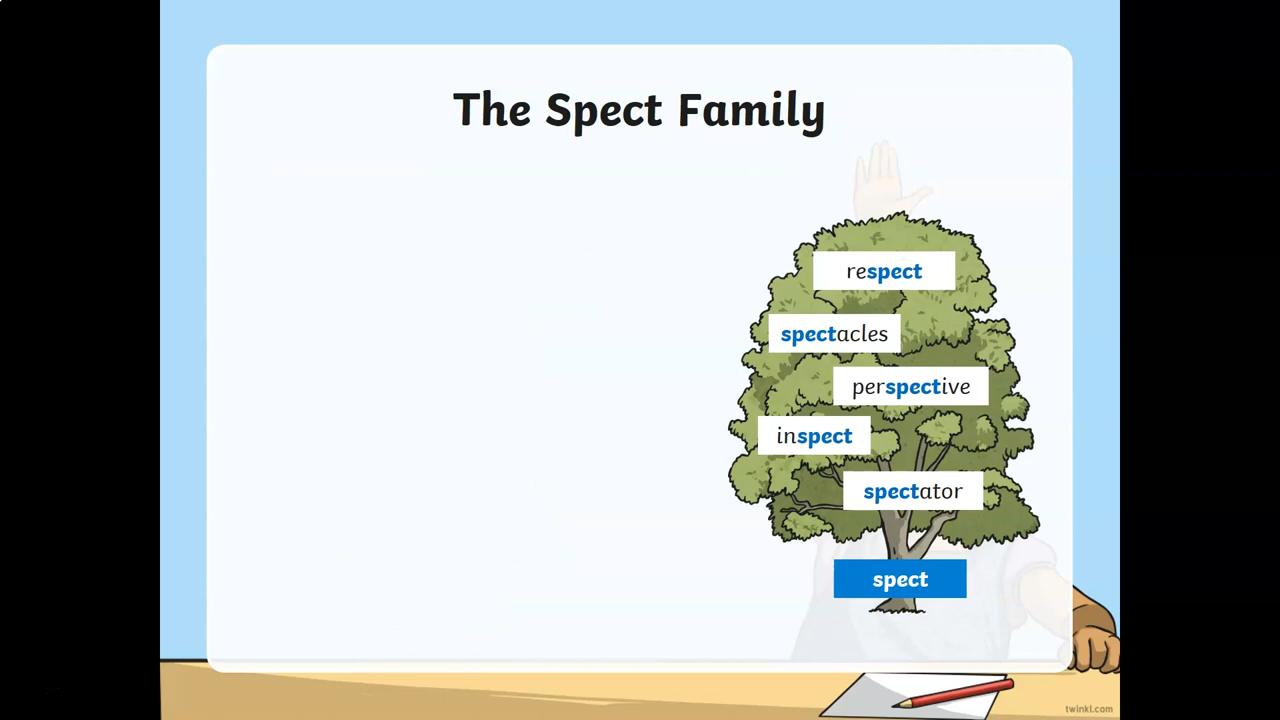 The Spect Family
respect
spectacles
perspective
inspect
spectator
spect
twinkl.com